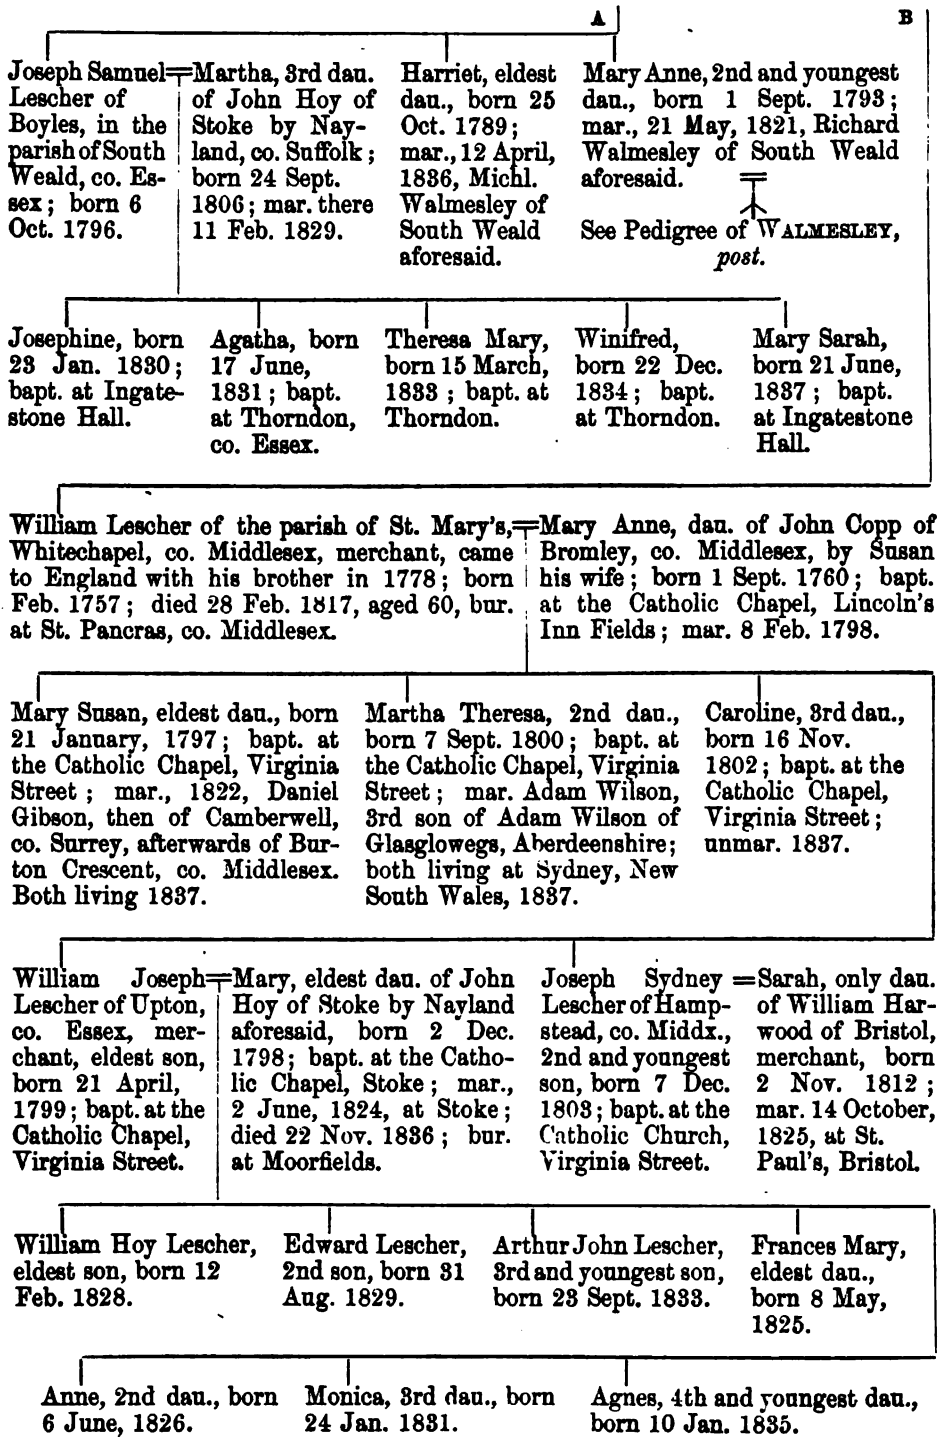 A B
Joseph Samuel
Lescher of
Boyles, in the
parish of South
Weald, co. Es-
sex; born 6
Oct. 1796.
=Martha, 3rd dau.
of John Hoy of
Stoke by Nay-
land, co. Suffolk;
born 24 Sept.
1806; mar. there
11 Feb. 1829.
Harriet, eldest
dau., born 25
Oct. 1789;
mar., 12 April,
1836, Michl.
Walmesley of
South Weald
aforesaid.
Mary Anne, 2nd and youngest
dau., born 1 Sept. 1793;
mar., 21 May, 1821, Richard
Walmesley of South Weald
aforesaid. =
See Pedigree of WALMESLEY,
post.
Josephine, born
23 Jan. 1830;
bapt. at Ingate-
stone Hall.
Agatha, born
17 June,
1831; bapt.
at Thorndon,
co. Essex.
Theresa Mary,
born 15 March,
1833; bapt. at
Thorndon.
Winifred,
born 22 Dec.
1834; bapt.
at Thorndon.
Mary Sarah,
born 21 June,
1837; bapt.
at Ingatestone
Hall.
William Lescher of the parish of St. Mary's,
Whitechapel, co. Middlesex, merchant, came
to England with his brother in 1778; born
Feb. 1757; died 28 Feb. 1817, aged 60, bur.
at St. Pancras, co. Middlesex.
=Mary Anne, dau. of John Copp of
Bromley, co. Middlesex, by Susan
his wife; born 1 Sept. 1760; bapt.
at the Catholic Chapel, Lincoln's
Inn Fields; mar. 8 Feb. 1798.
Mary Susan, eldest dau., born
21 January, 1797; bapt. at
the Catholic Chapel, Virginia
Street; mar., 1822, Daniel
Gibson, then of Camberwell,
co. Surrey, afterwards of Bur-
ton Crescent, co. Middlesex.
Both living 1837.
Martha Theresa, 2nd dau.,
born 7 Sept. 1800; bapt. at
the Catholic Chapel, Virginia
Street; mar. Adam Wilson,
3rd son of Adam Wilson of
Glasglowegs, Aberdeenshire;
both living at Sydney, New
South Wales, 1837.
Caroline, 3rd dau.,
born 16 Nov.
1802; bapt. at the
Catholic Chapel,
Virginia Street;
unmar. 1837.
William Joseph
Lescher of Upton,
co. Essex, mer-
chant, eldest son,
born 21 April,
1799; bapt. at the
Catholic Chapel,
Virginia Street.
=Mary, eldest dau. of John
Hoy of Stoke by Nayland
aforesaid, born 2 Dec.
1798; bapt. at the Catho-
lic Chapel, Stoke; mar.,
2 June, 1824, at Stoke;
died 22 Nov. 1836; bur.
at Moorfields.
Joseph Sydney
Lescher of Hamp-
stead, co. Middx.,
2nd and youngest
son, born 7 Dec.
1803; bapt. at the
Catholic Church,
Virginia Street.
=Sarah, only dau.
of William Har-
wood of Bristol,
merchant, born
2 Nov. 1812;
mar. 14 October,
1825, at St.
Paul's, Bristol.
William Hoy Lescher,
eldest son, born 12
Feb. 1828.
Edward Lescher,
2nd son, born 31
Aug. 1829.
Arthur John Lescher,
3rd and youngest son,
born 23 Sept. 1833.
Frances Mary,
eldest dau.,
born 8 May,
1825.
Anne, 2nd dau., born
6 June, 1826.
Monica, 3rd dau., born
24 Jan. 1831.
Agnes, 4th and youngest dau.,
born 10 Jan. 1835.